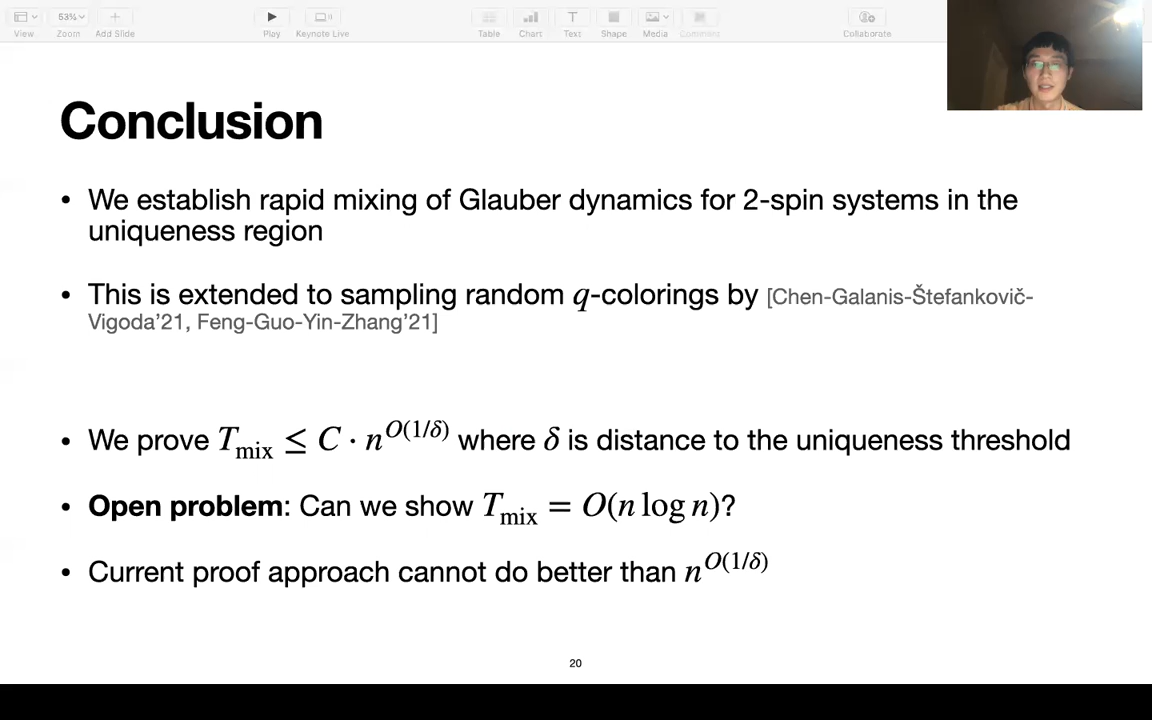 53%
View
Zoom
Add Slide
Play
Keynote Live
Table
Chart
Text
Shape
Media
Comment
Collaborate
Conclusion
• We establish rapid mixing of Glauber dynamics for 2-spin systems in the
uniqueness region
• This is extended to sampling random q-colorings by [Chen-Galanis-Štefankovič-
Vigoda’21, Feng-Guo-Yin-Zhang’21]
• We prove T_mix ≤ C · n^{O(1/δ)} where δ is distance to the uniqueness threshold
• Open problem: Can we show T_mix = O(n log n)?
• Current proof approach cannot do better than n^{O(1/δ)}
20